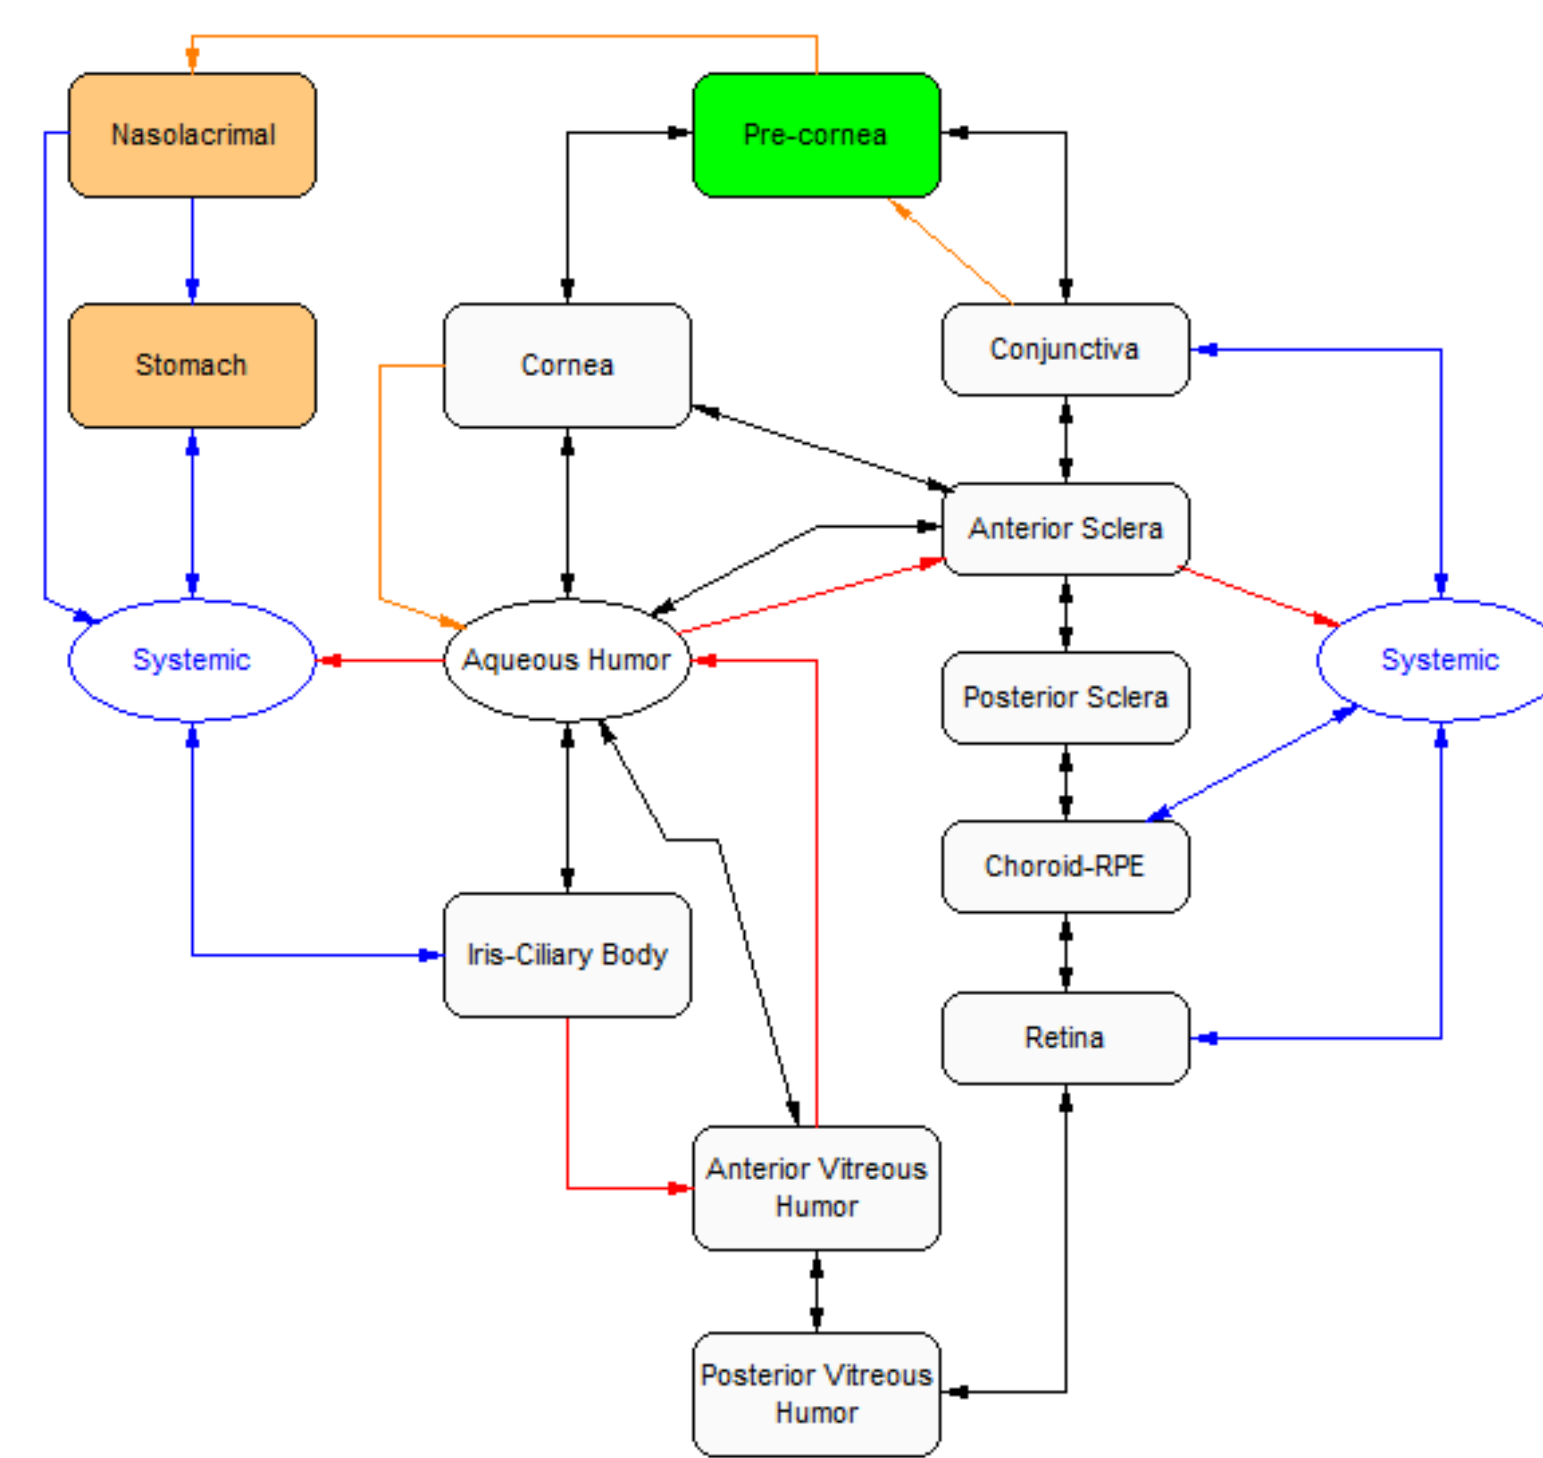 Nasolacrimal
Pre-cornea
Stomach
Cornea
Conjunctiva
Anterior Sclera
Systemic
Aqueous Humor
Systemic
Posterior Sclera
Choroid-RPE
Iris-Ciliary Body
Retina
Anterior Vitreous
Humor
Posterior Vitreous
Humor